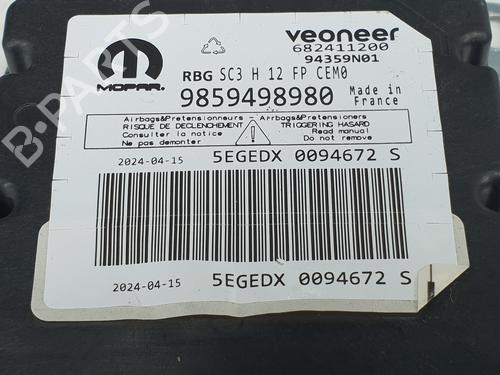 veoneer
682411200
94359N01
MOPAR.
RBG SC3 H 12 FP CEM0
9859498980
Made in
France
Airbags&Pretensionneurs - Airbags&Pretensioners
RISQUE DE DECLENCHEMENT
Consulter la notice
Ne pas demonter
TRIGGERING HASARD
Read manual
Do not remove
2024-04-15 5EGEDX 0094672 S
2024-04-15 5EGEDX 0094672 S
B-PARTS